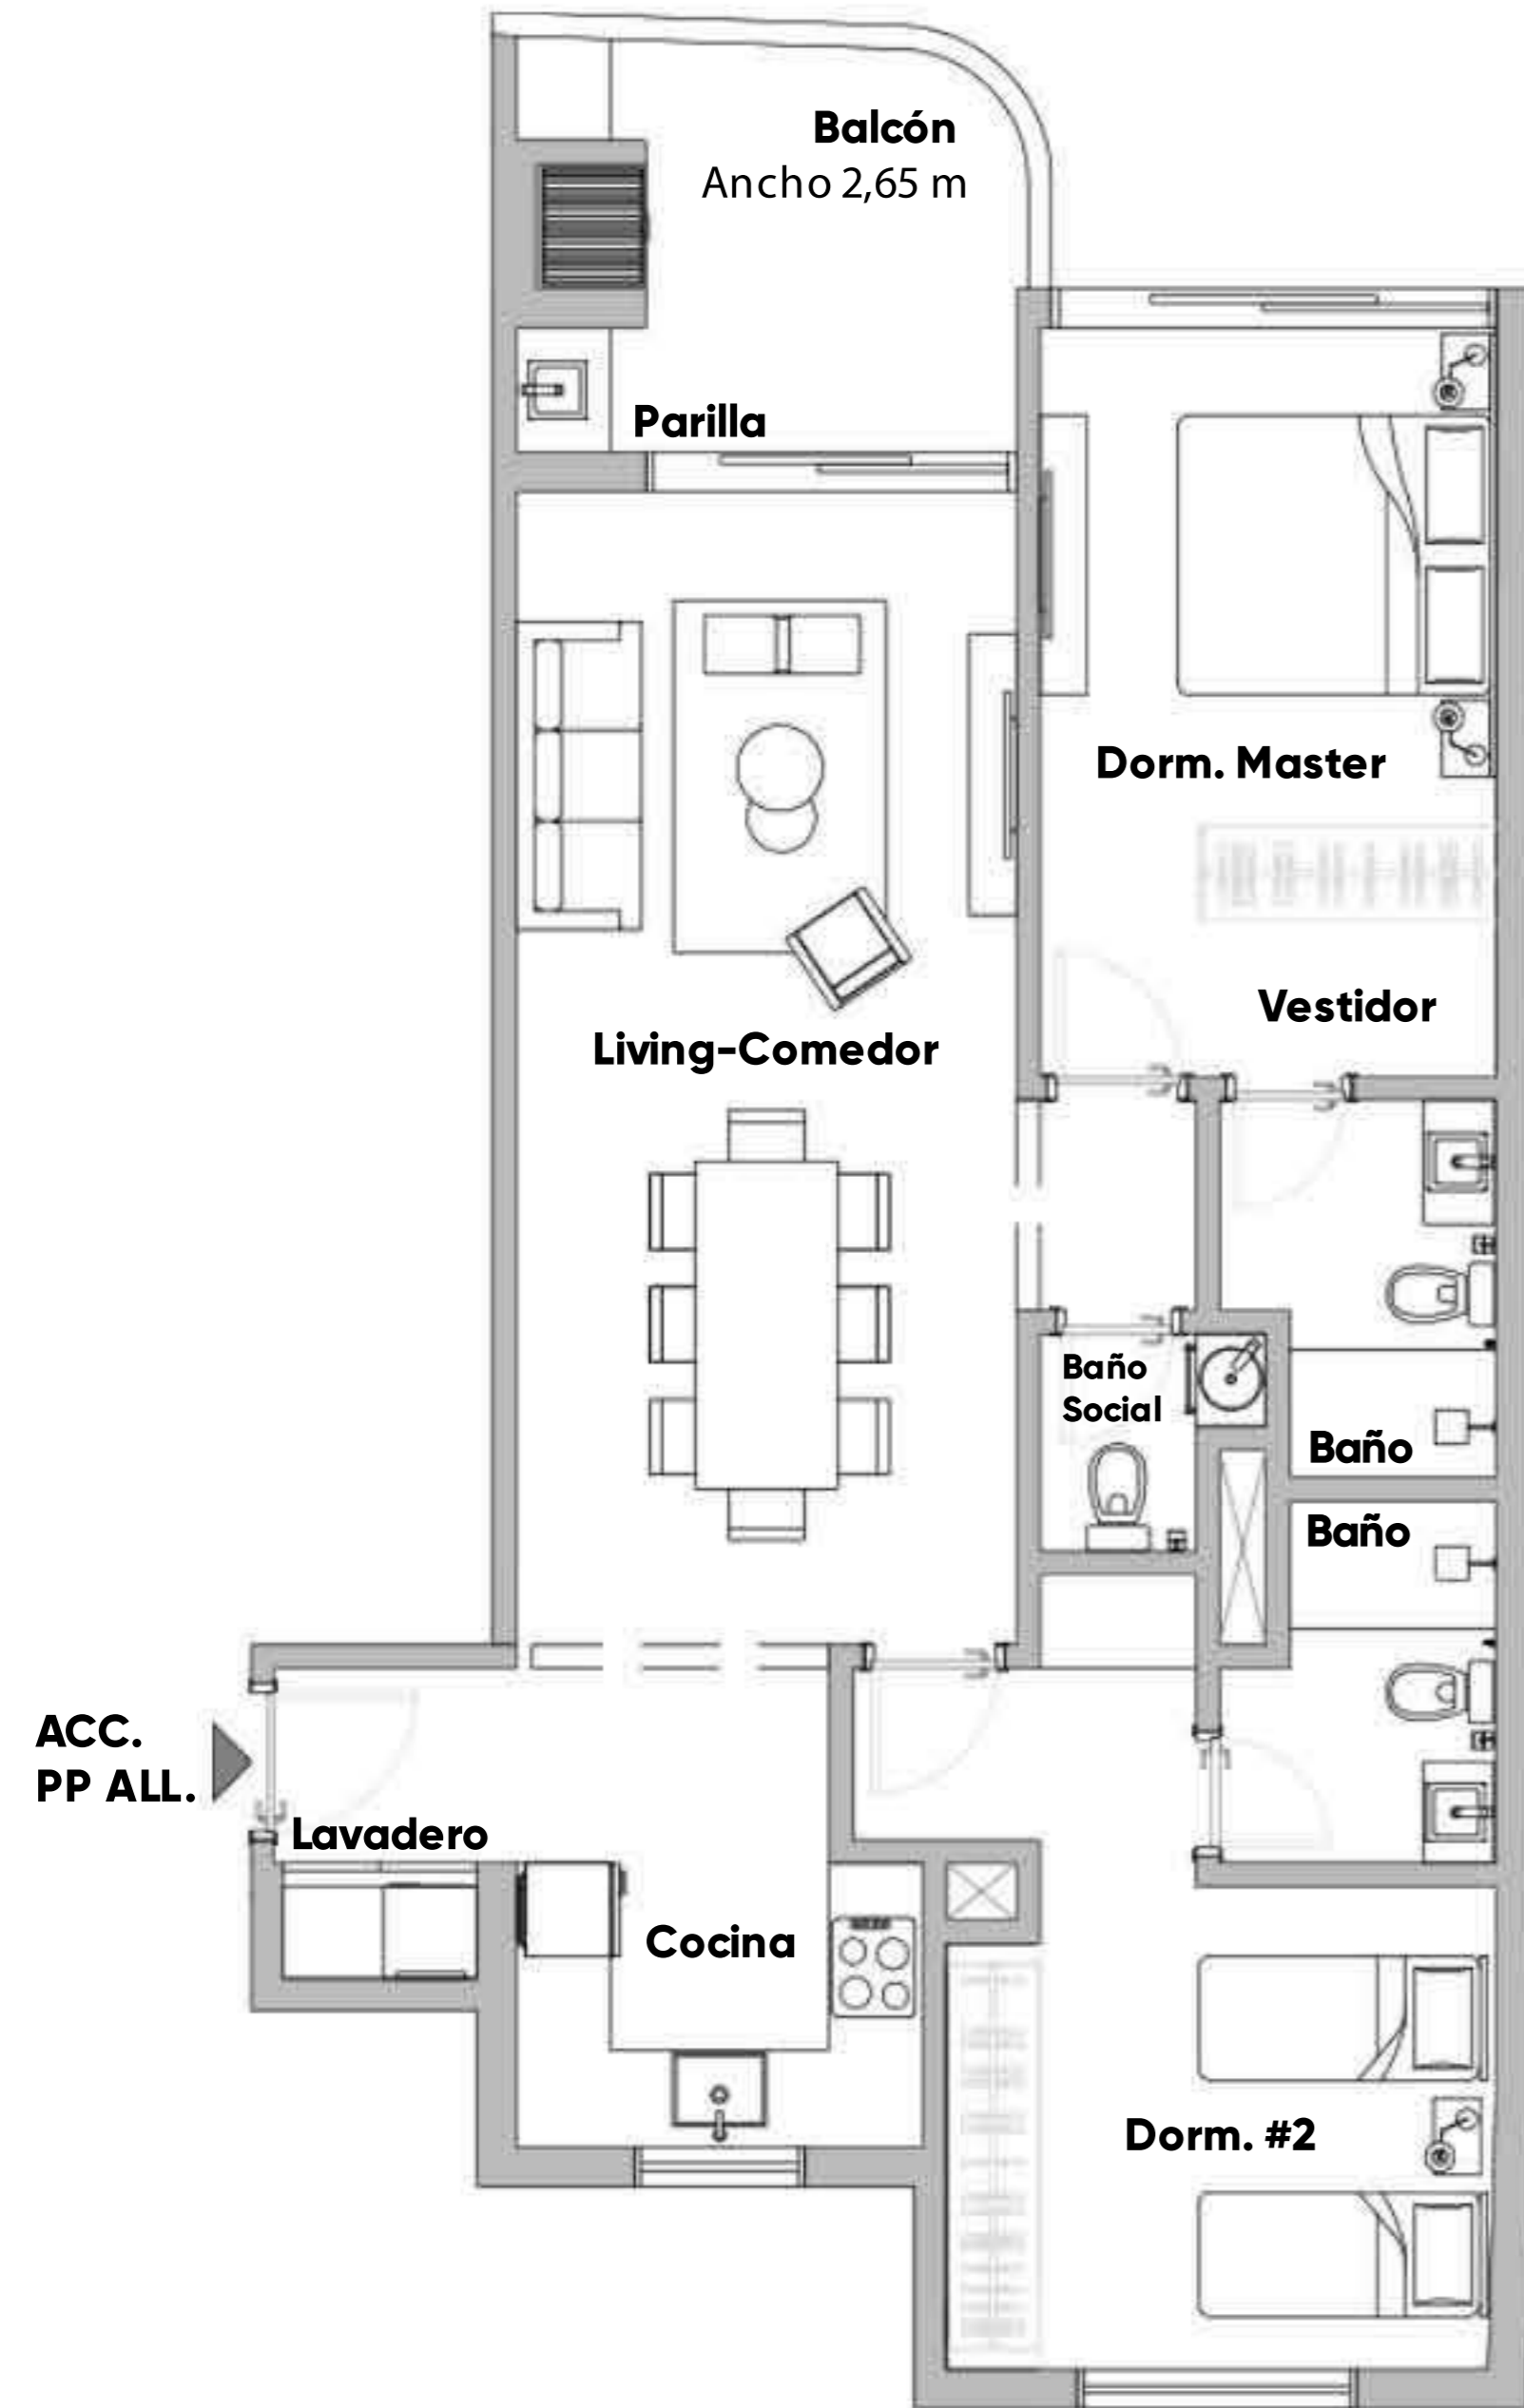 Balcón
Ancho 2,65 m
Parilla
Dorm. Master
Vestidor
Living-Comedor
Baño
Social
Baño
Baño
ACC.
PP ALL.
Lavadero
Cocina
Dorm. #2